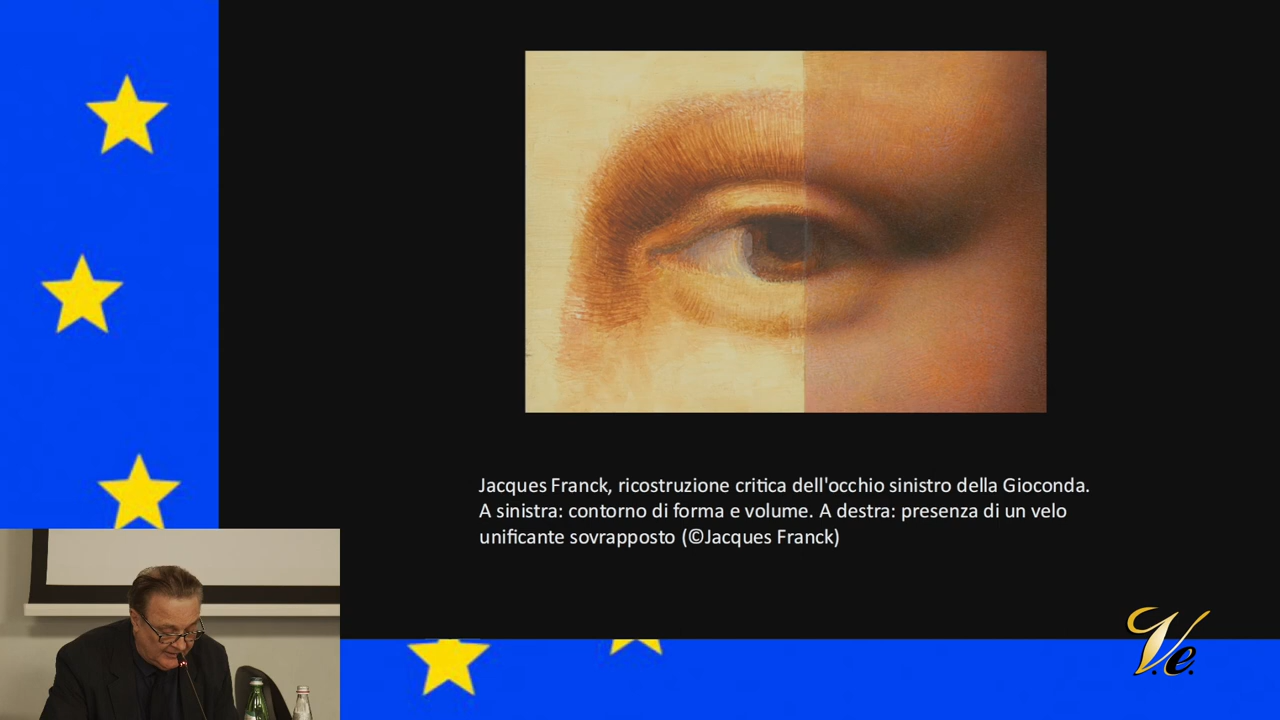 Jacques Franck, ricostruzione critica dell'occhio sinistro della Gioconda.
A sinistra: contorno di forma e volume. A destra: presenza di un velo
unificante sovrapposto (©Jacques Franck)
V.e.